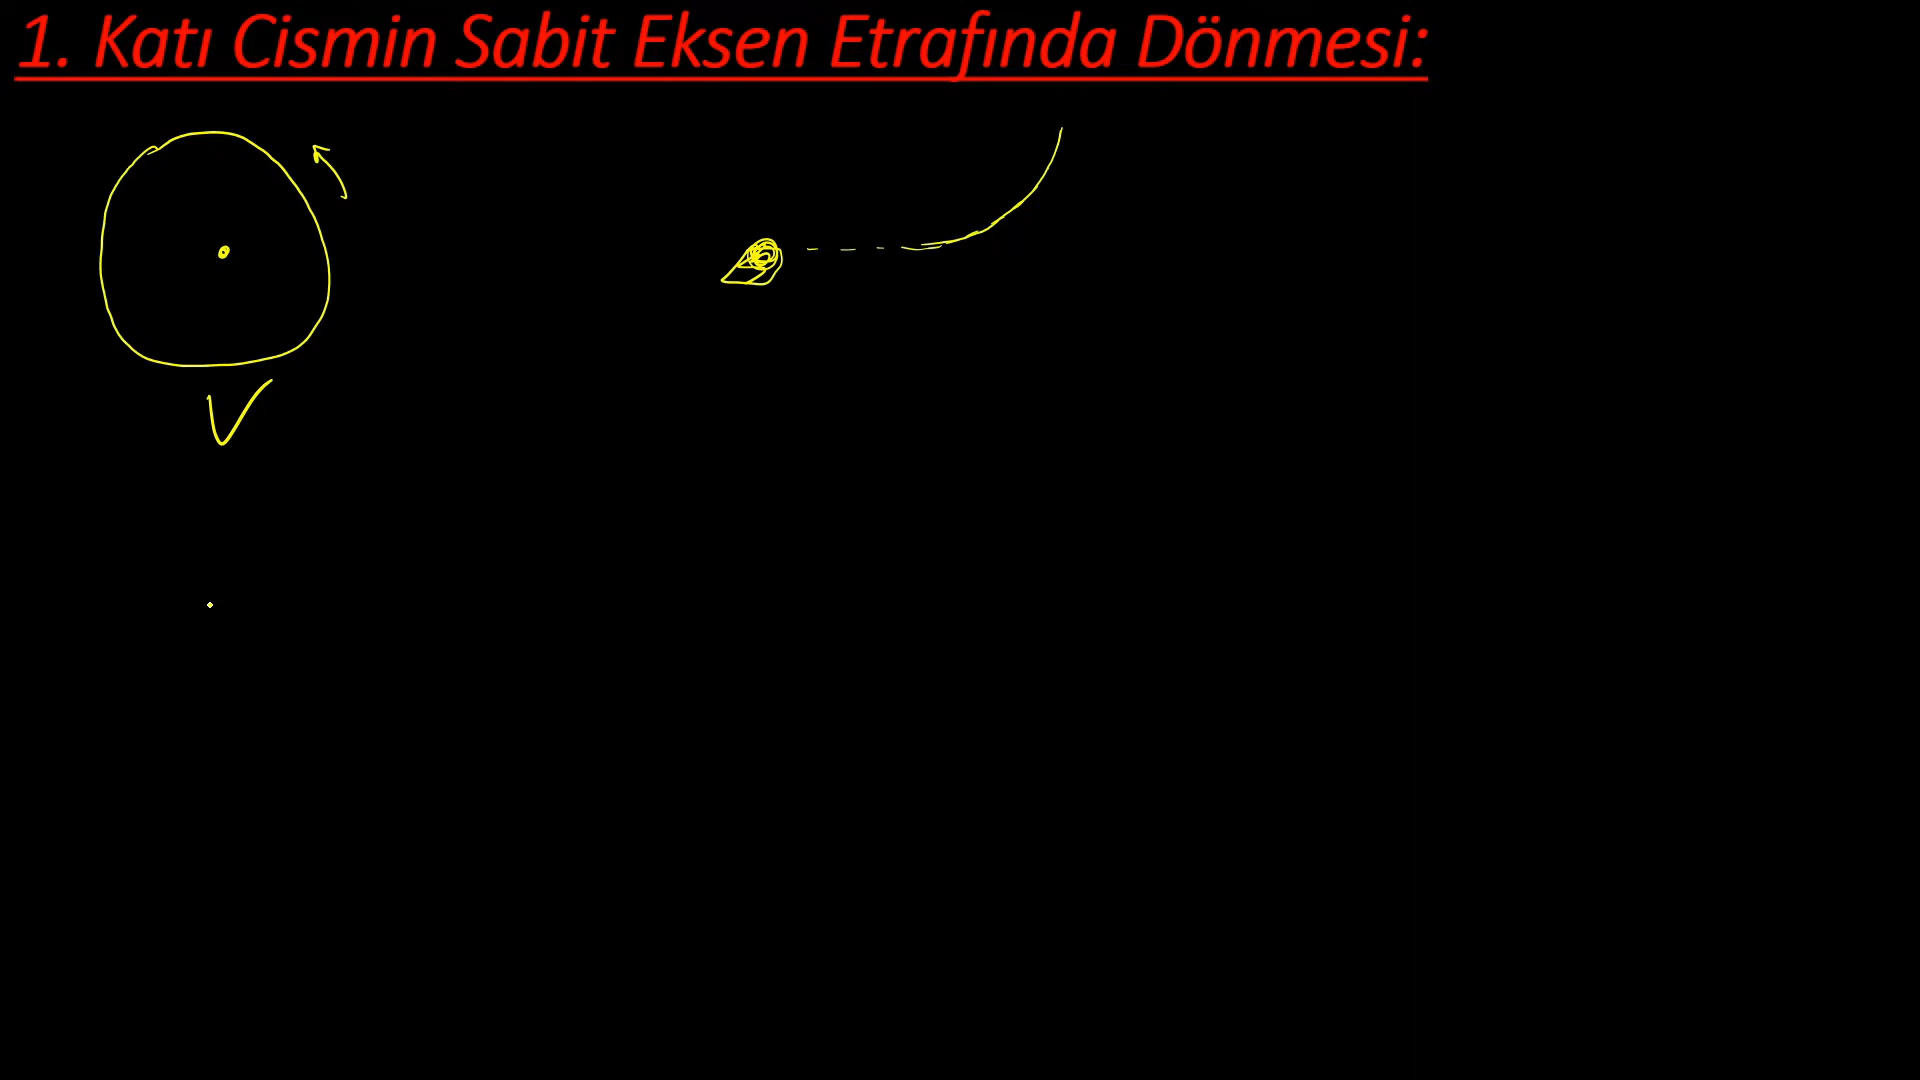 1. Katı Cismin Sabit Eksen Etrafında Dönmesi: